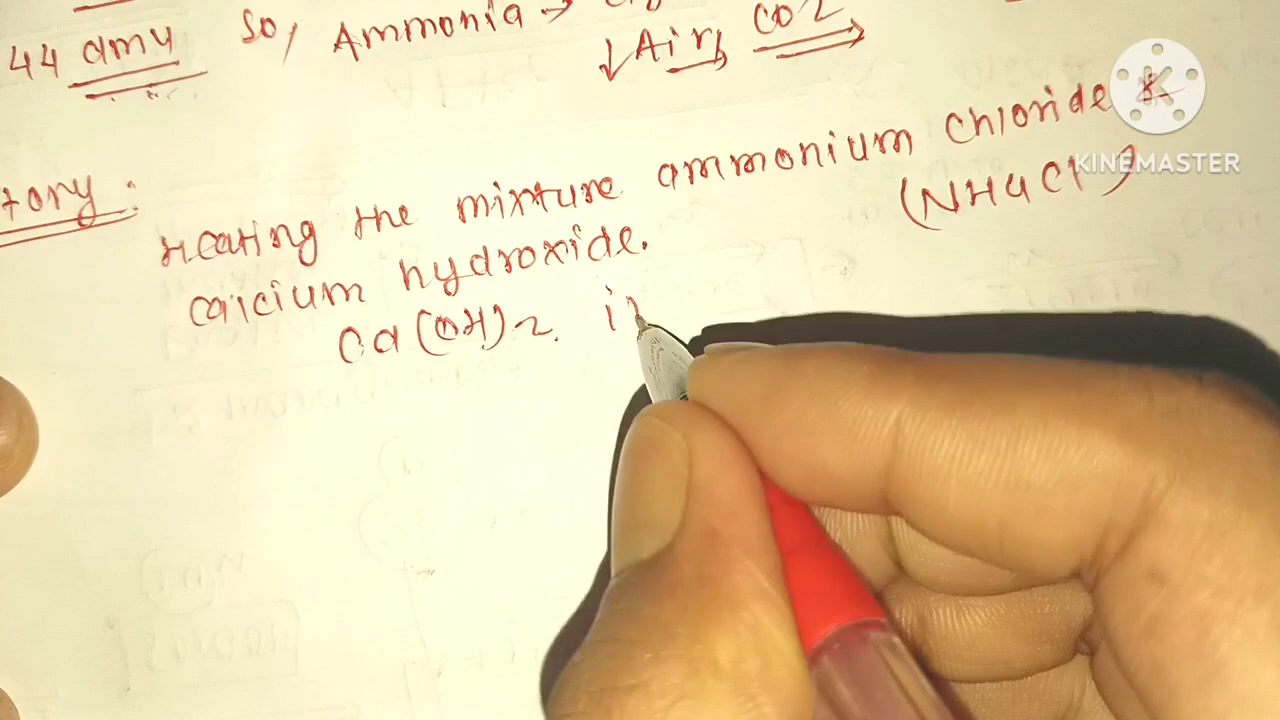 44 amu so, Ammonia →
↓ Air, CO2
tory:
Heating the mixture ammonium chloride &
(NH4Cl)
calcium hydroxide.
Ca(OH)2. in
KINEMASTER